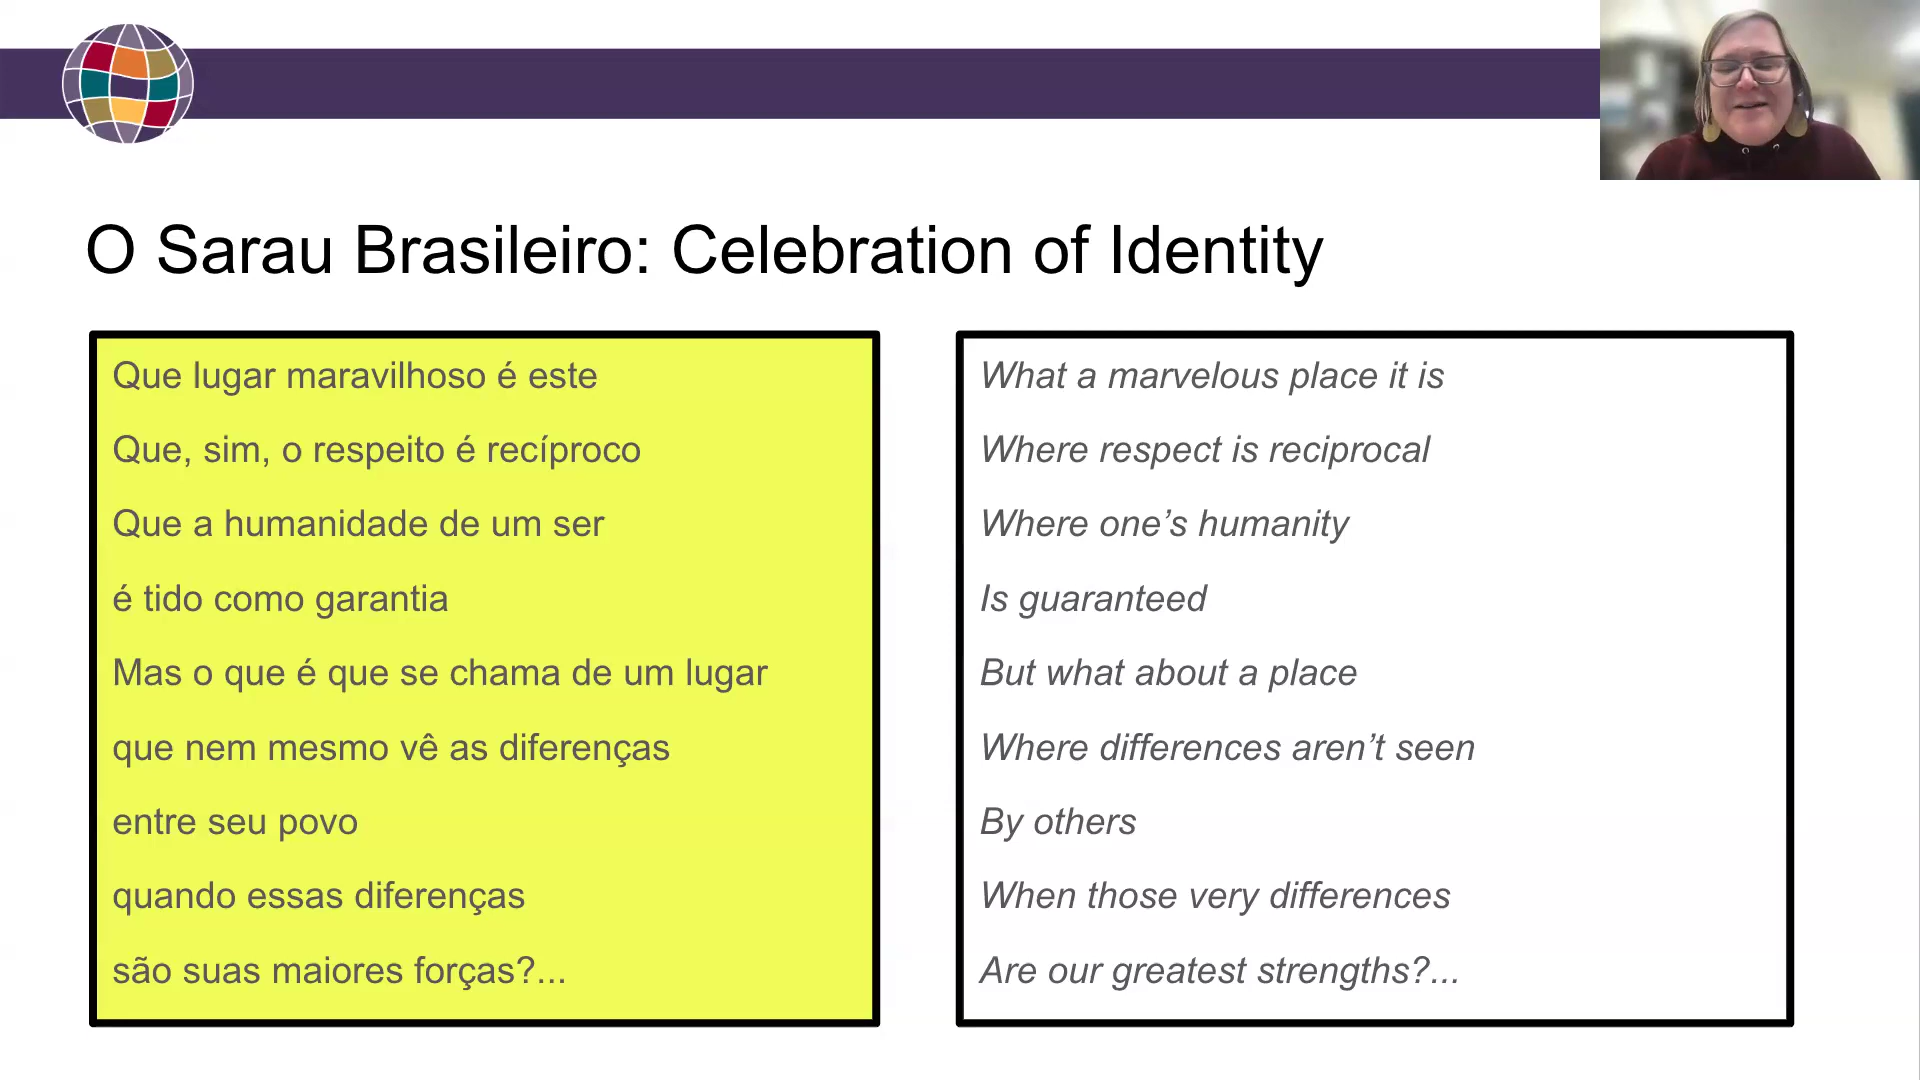 O Sarau Brasileiro: Celebration of Identity
Que lugar maravilhoso é este
Que, sim, o respeito é recíproco
Que a humanidade de um ser
é tido como garantia
Mas o que é que se chama de um lugar
que nem mesmo vê as diferenças
entre seu povo
quando essas diferenças
são suas maiores forças?...
What a marvelous place it is
Where respect is reciprocal
Where one’s humanity
Is guaranteed
But what about a place
Where differences aren’t seen
By others
When those very differences
Are our greatest strengths?...